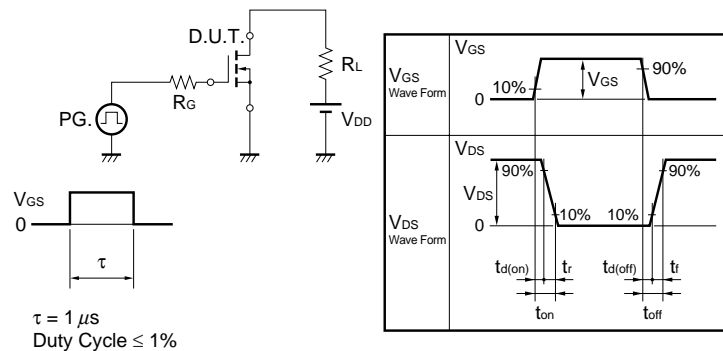 D.U.T.
RL
RG
PG.
VDD
VGS
0
τ
τ = 1 μs
Duty Cycle ≤ 1%
VGS
Wave Form
VGS
10%
VGS
90%
0
VDS
Wave Form
VDS
90%
VDS
90%
10%
10%
0
td(on)
tr
td(off)
tf
ton
toff